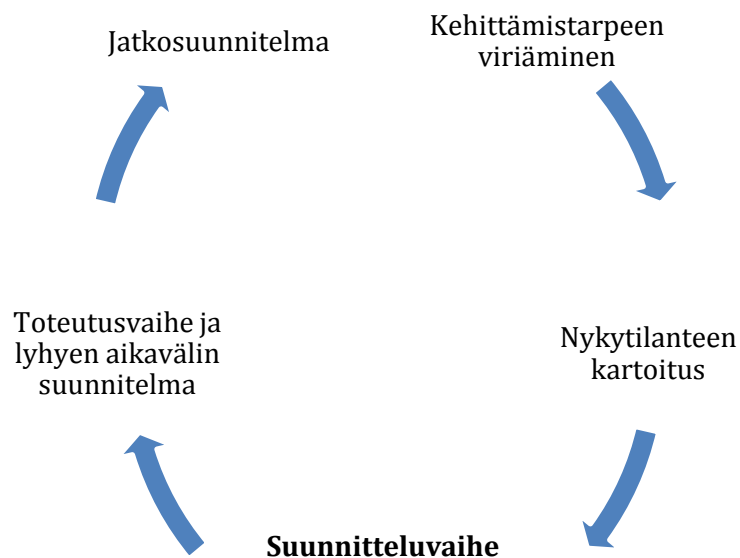 Kehittämistarpeen
viriäminen
Nykytilanteen
kartoitus
Suunnitteluvaihe
Toteutusvaihe ja
lyhyen aikavälin
suunnitelma
Jatkosuunnitelma